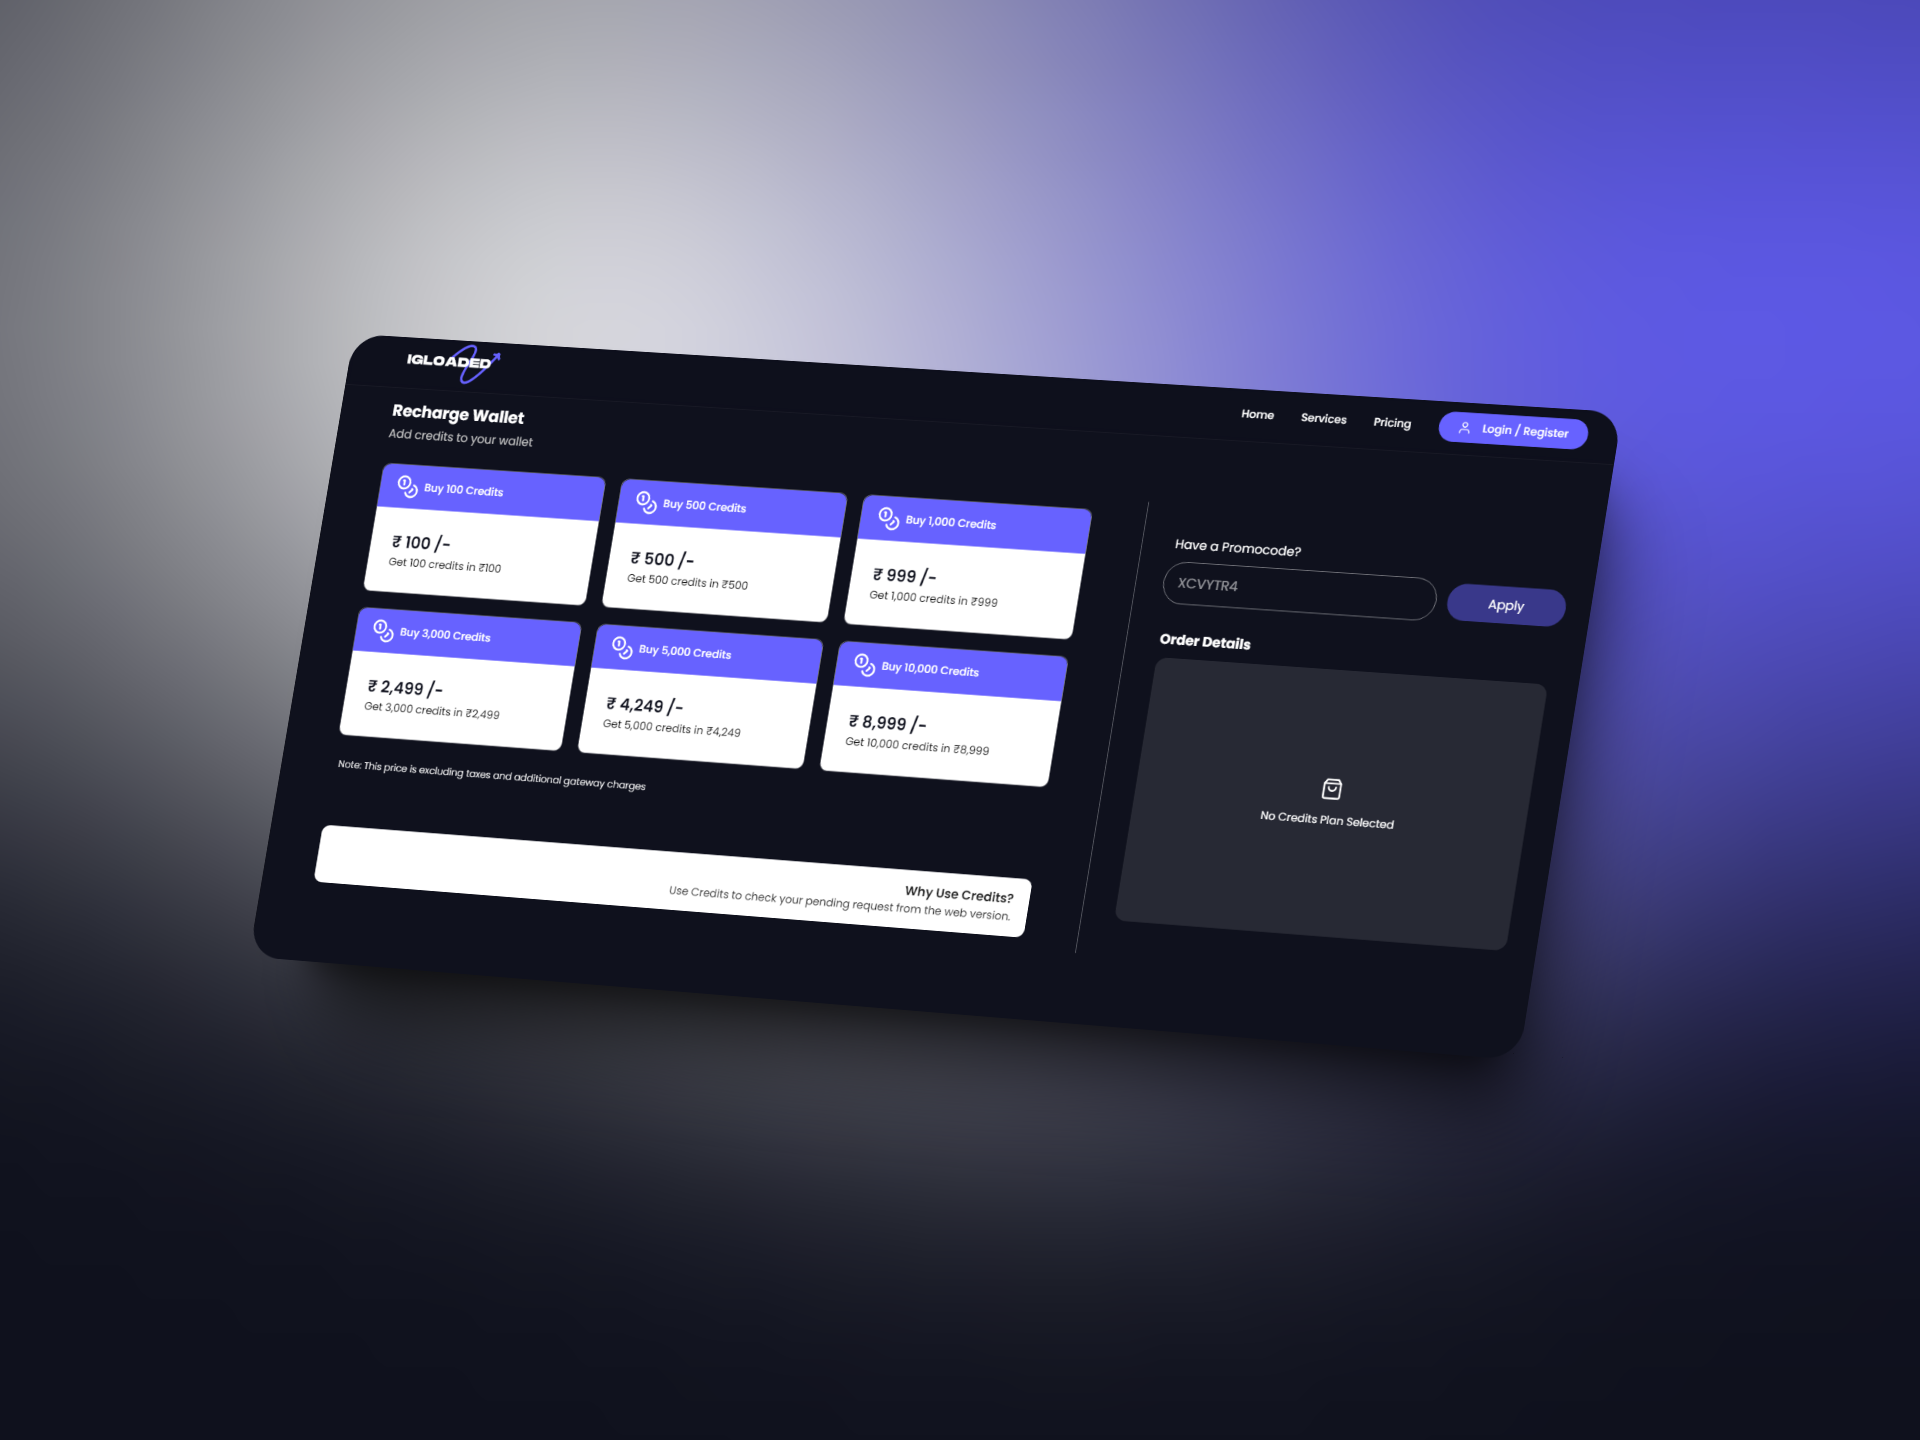 IGLOADED
Home
Services
Pricing
Login / Register
Recharge Wallet
Add credits to your wallet
Buy 100 Credits
₹ 100 /-
Get 100 credits in ₹100
Buy 500 Credits
₹ 500 /-
Get 500 credits in ₹500
Buy 1,000 Credits
₹ 999 /-
Get 1,000 credits in ₹999
Buy 3,000 Credits
₹ 2,499 /-
Get 3,000 credits in ₹2,499
Buy 5,000 Credits
₹ 4,249 /-
Get 5,000 credits in ₹4,249
Buy 10,000 Credits
₹ 8,999 /-
Get 10,000 credits in ₹8,999
Note: This price is excluding taxes and additional gateway charges
Why Use Credits?
Use Credits to check your pending request from the web version.
Have a Promocode?
XCVYTR4
Apply
Order Details
No Credits Plan Selected